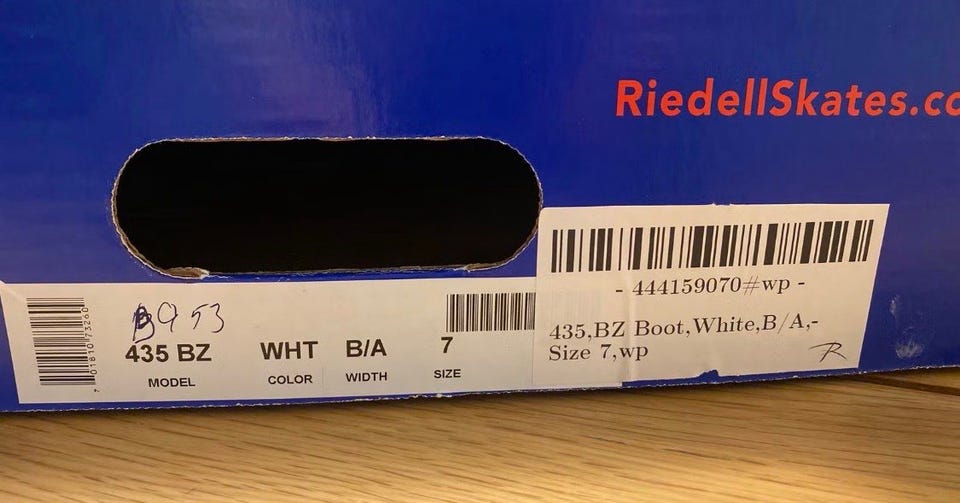 RiedellSkates.co
- 444159070#wp -
435,BZ Boot,White,B/A,-
Size 7,wp
R
B953
435 BZ WHT B/A 7
MODEL COLOR WIDTH SIZE